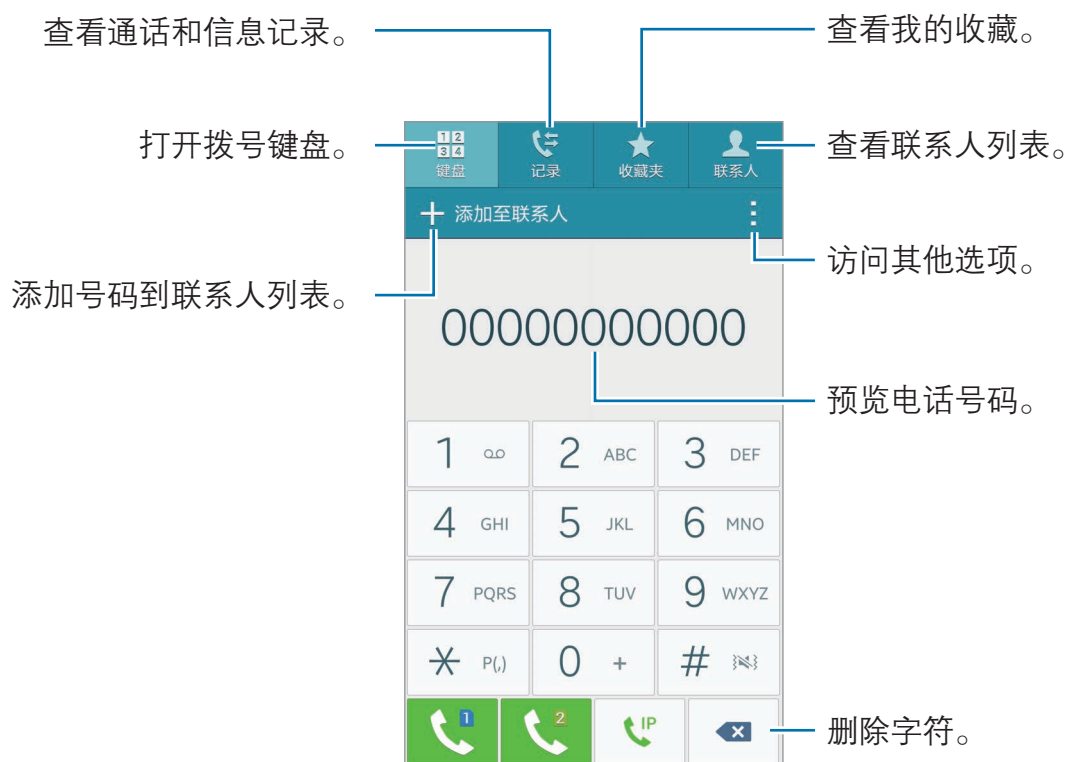 查看通话和信息记录。
查看我的收藏。
打开拨号键盘。
1 2
3 4
键盘
记录
收藏夹
联系人
查看联系人列表。
添加至联系人
访问其他选项。
添加号码到联系人列表。
00000000000
预览电话号码。
1 2 ABC 3 DEF
4 GHI 5 JKL 6 MNO
7 PQRS 8 TUV 9 WXYZ
* P(,) 0 + #
1 2 IP
删除字符。